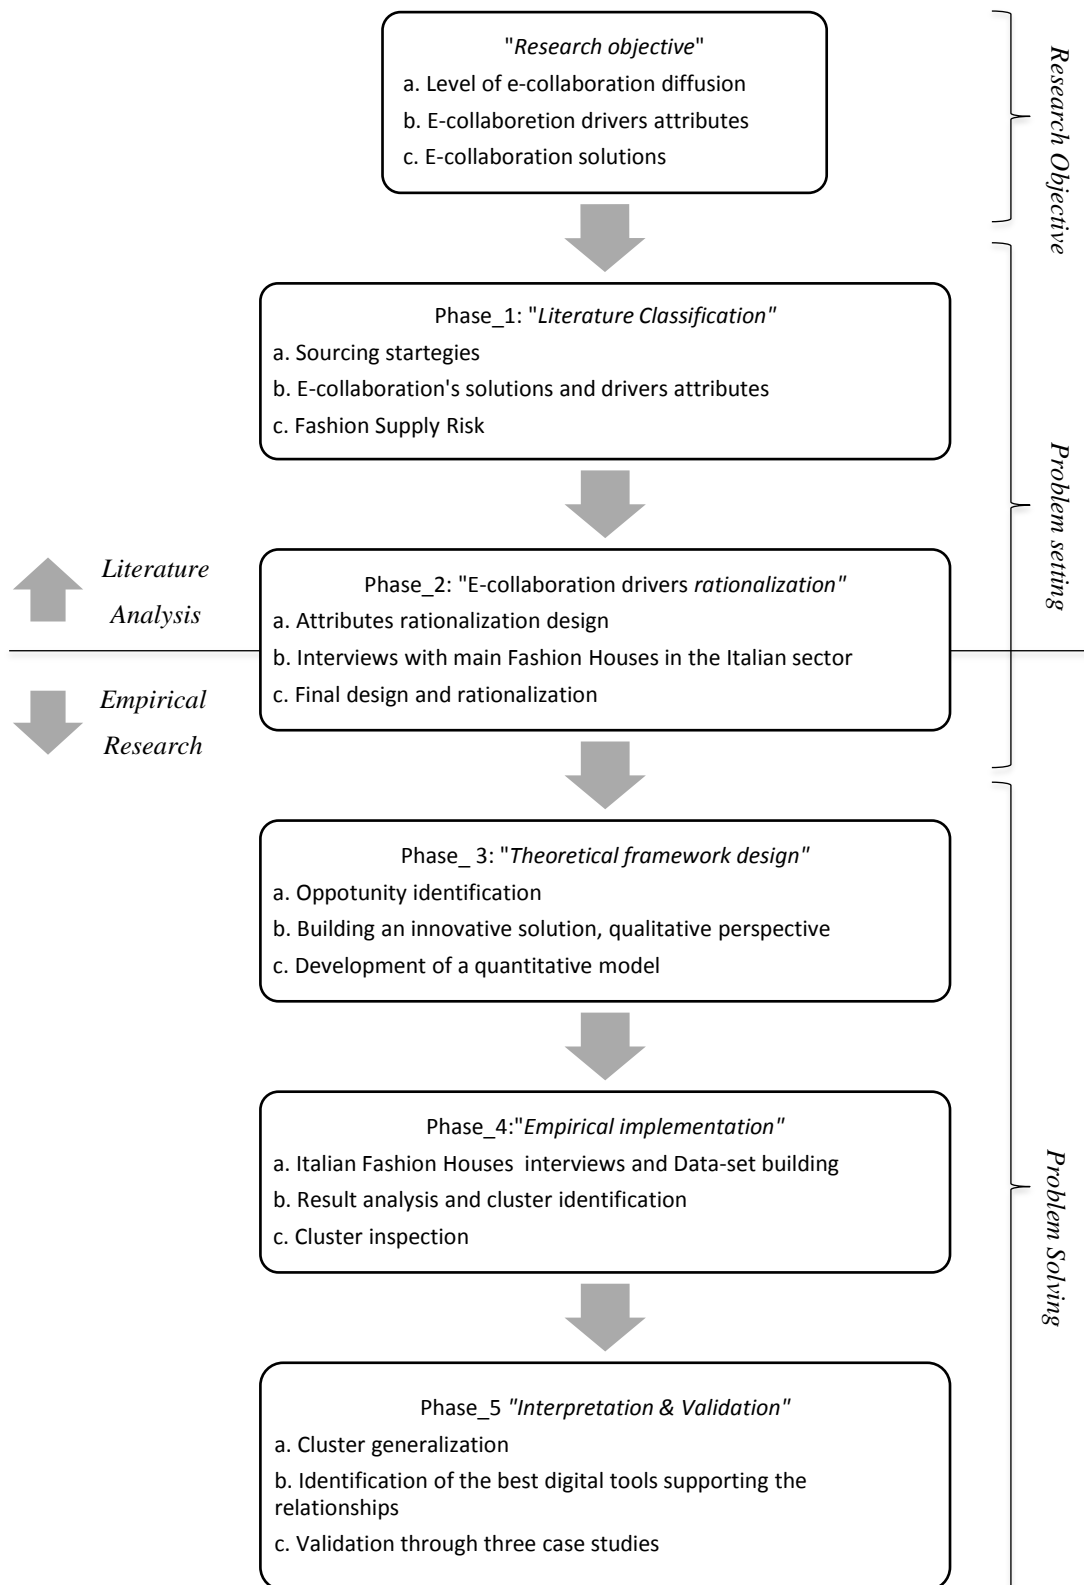 "Research objective"
a. Level of e-collaboration diffusion
b. E-collaboretion drivers attributes
c. E-collaboration solutions
Research Objective
Phase_1: "Literature Classification"
a. Sourcing startegies
b. E-collaboration's solutions and drivers attributes
c. Fashion Supply Risk
Problem setting
Literature
Analysis
Phase_2: "E-collaboration drivers rationalization"
a. Attributes rationalization design
b. Interviews with main Fashion Houses in the Italian sector
c. Final design and rationalization
Empirical
Research
Phase_ 3: "Theoretical framework design"
a. Oppotunity identification
b. Building an innovative solution, qualitative perspective
c. Development of a quantitative model
Phase_4:"Empirical implementation"
a. Italian Fashion Houses  interviews and Data-set building
b. Result analysis and cluster identification
c. Cluster inspection
Problem Solving
Phase_5 "Interpretation & Validation"
a. Cluster generalization
b. Identification of the best digital tools supporting the
relationships
c. Validation through three case studies